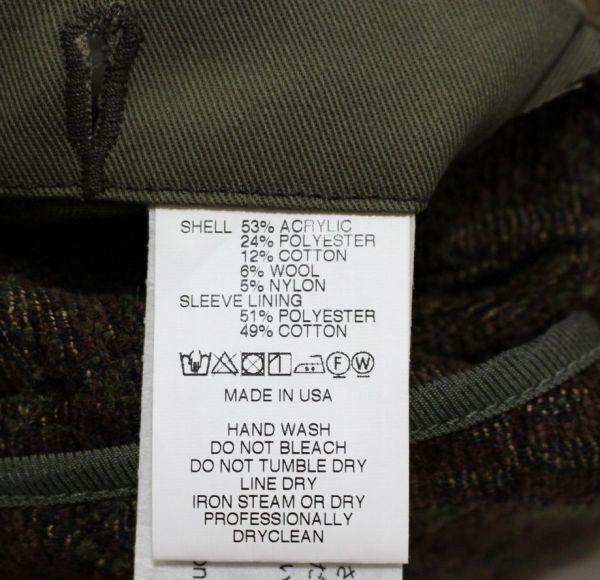 SHELL 53% ACRYLIC
24% POLYESTER
12% COTTON
6% WOOL
5% NYLON
SLEEVE LINING
51% POLYESTER
49% COTTON
F W
MADE IN USA
HAND WASH
DO NOT BLEACH
DO NOT TUMBLE DRY
LINE DRY
IRON STEAM OR DRY
PROFESSIONALLY
DRYCLEAN